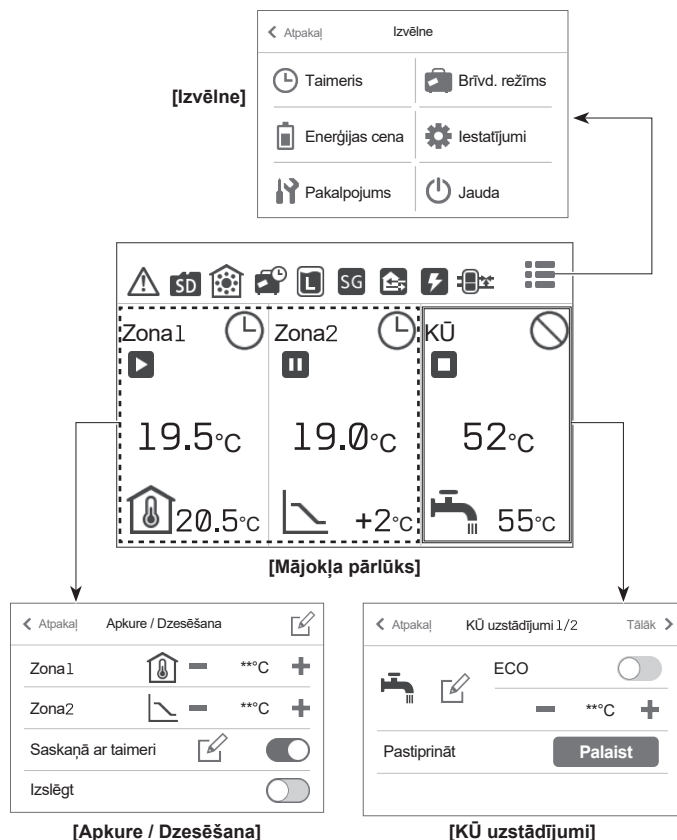 Atpakaļ Izvēlne
[Izvēlne]
Taimeris Brīvd. režīms
Enerģijas cena Iestatījumi
Pakalpojums Jauda
SD L SG
Zona1 Zona2 KŪ
19.5°C 19.0°C 52°C
20.5°C +2°C 55°C
[Mājokļa pārlūks]
Atpakaļ Apkure / Dzesēšana
Zona1 **°C
Zona2 **°C
Saskaņā ar taimeri
Izslēgt
[Apkure / Dzesēšana]
Atpakaļ KŪ uzstādījumi 1/2 Tālāk
ECO
**°C
Pastiprināt Palaist
[KŪ uzstādījumi]